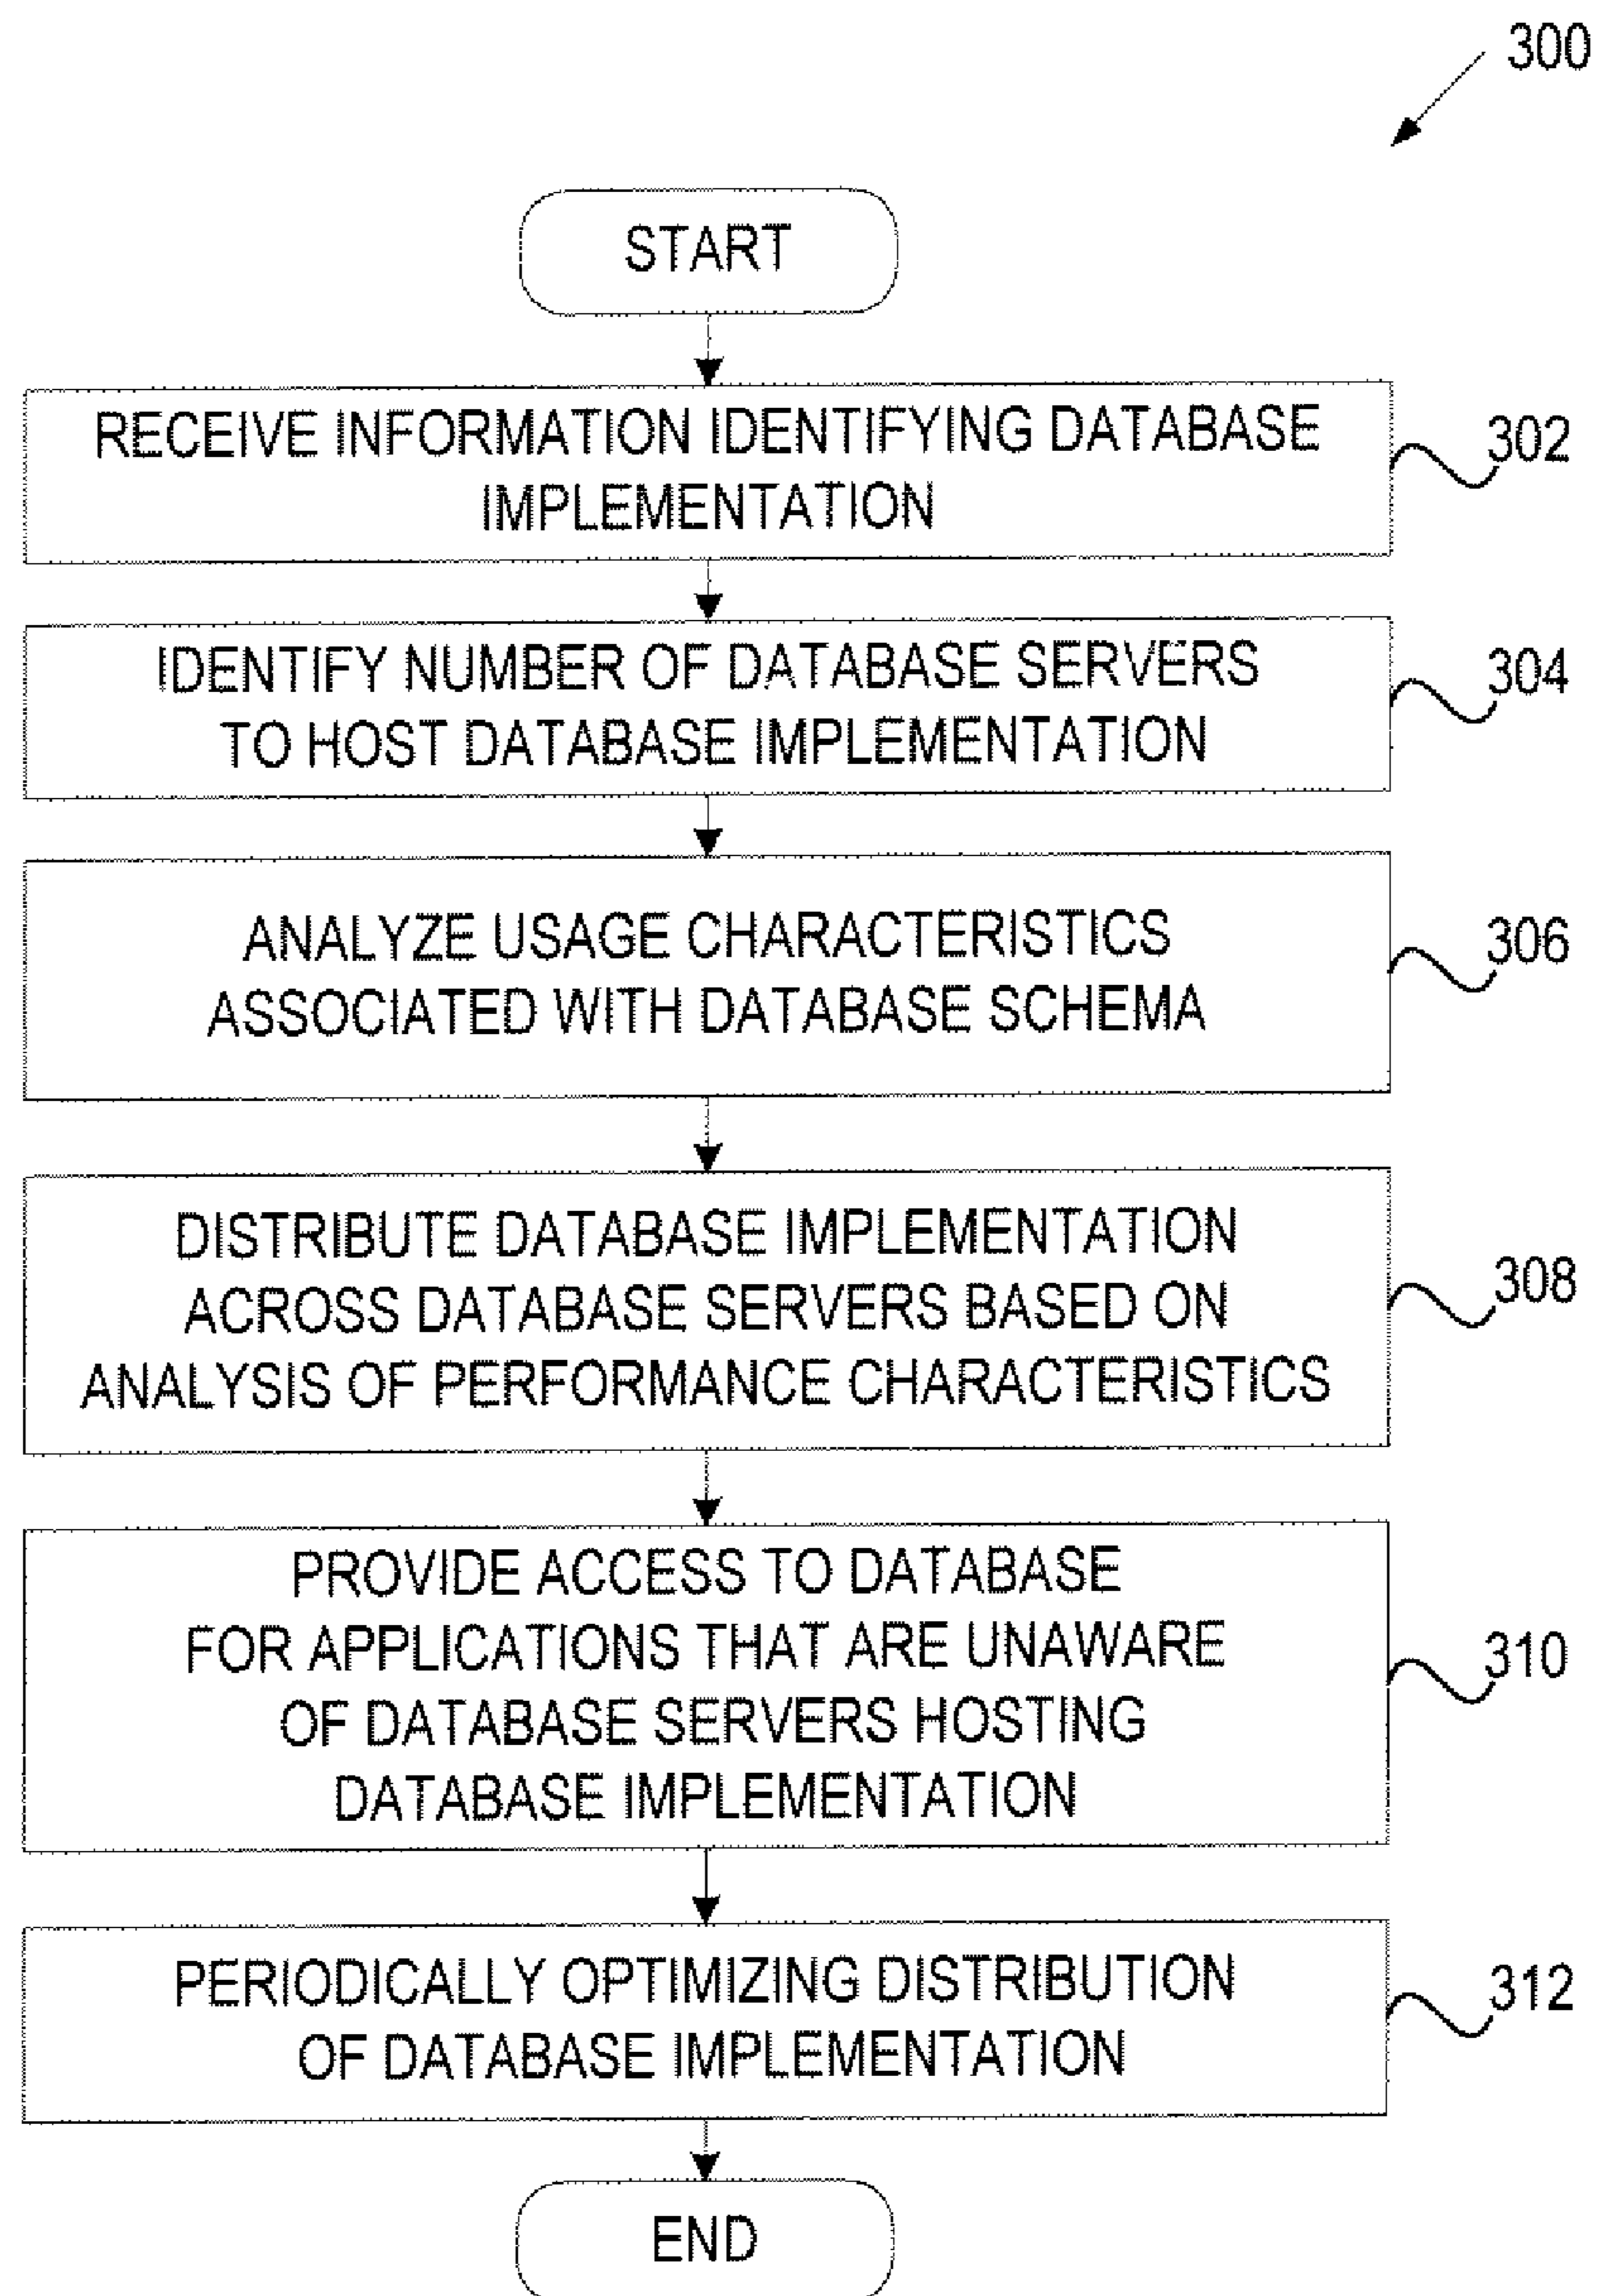 300
START
RECEIVE INFORMATION IDENTIFYING DATABASE
IMPLEMENTATION
302
IDENTIFY NUMBER OF DATABASE SERVERS
TO HOST DATABASE IMPLEMENTATION
304
ANALYZE USAGE CHARACTERISTICS
ASSOCIATED WITH DATABASE SCHEMA
306
DISTRIBUTE DATABASE IMPLEMENTATION
ACROSS DATABASE SERVERS BASED ON
ANALYSIS OF PERFORMANCE CHARACTERISTICS
308
PROVIDE ACCESS TO DATABASE
FOR APPLICATIONS THAT ARE UNAWARE
OF DATABASE SERVERS HOSTING
DATABASE IMPLEMENTATION
310
PERIODICALLY OPTIMIZING DISTRIBUTION
OF DATABASE IMPLEMENTATION
312
END